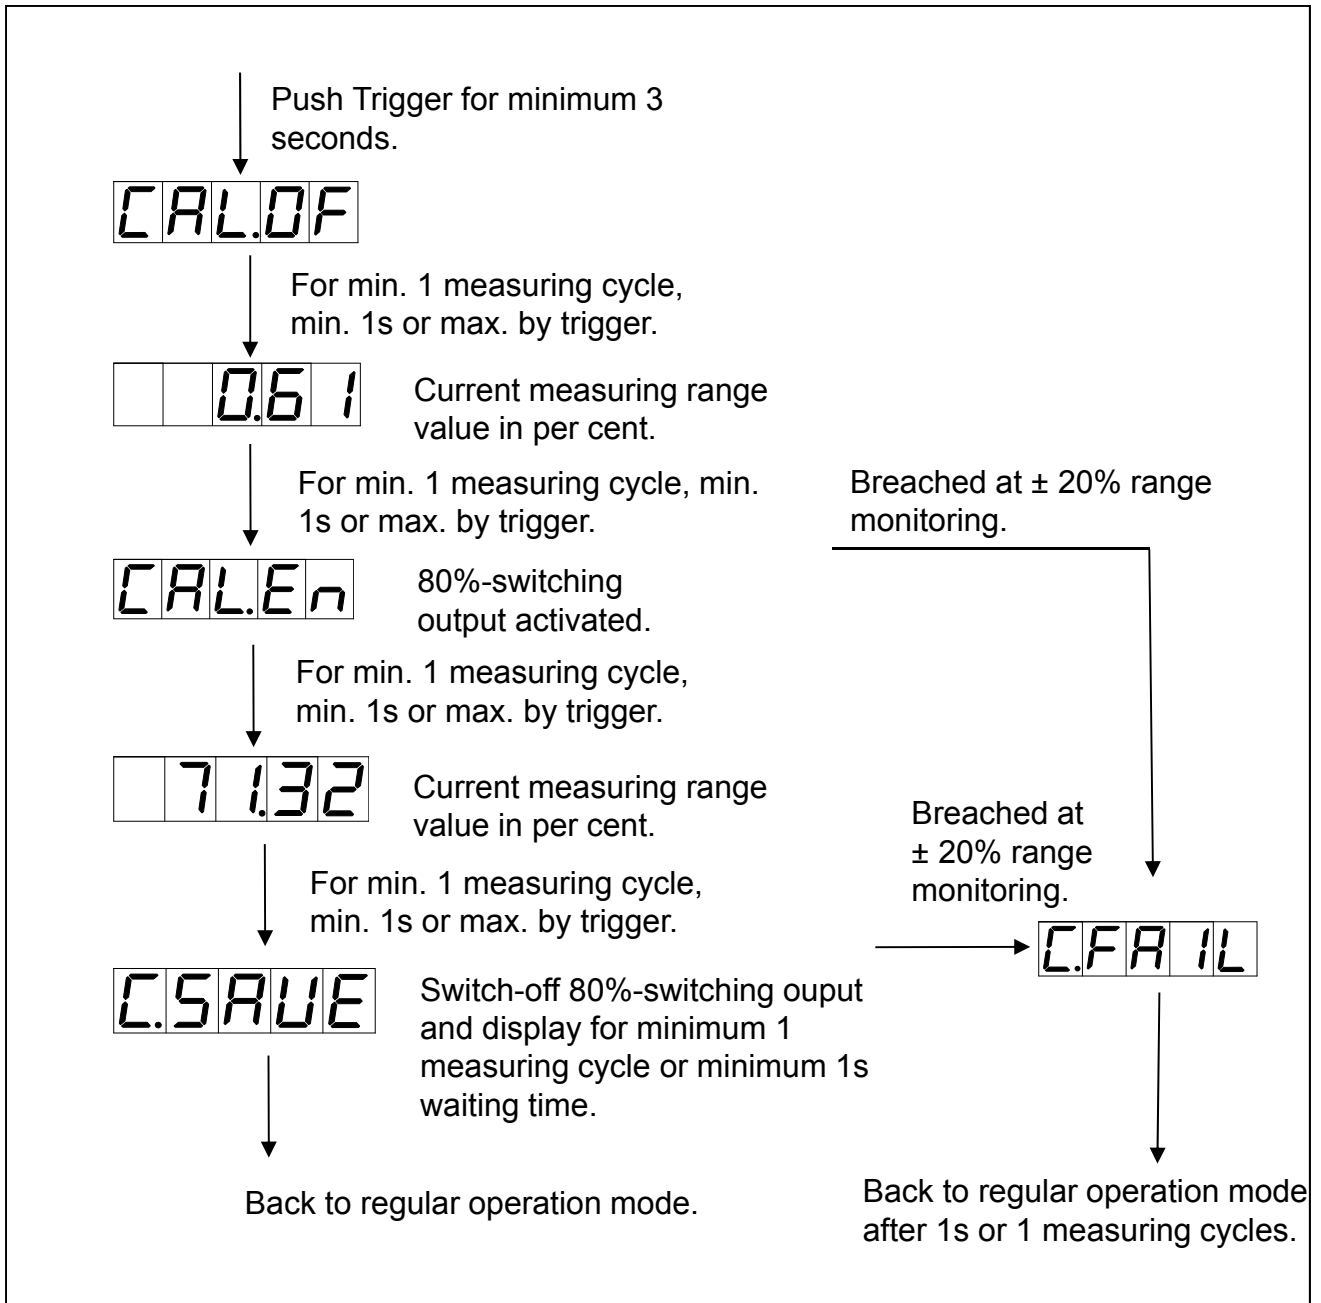 Push Trigger for minimum 3
seconds.
CAL.OF
For min. 1 measuring cycle,
min. 1s or max. by trigger.
0.61
Current measuring range
value in per cent.
For min. 1 measuring cycle, min.
1s or max. by trigger.
Breached at ± 20% range
monitoring.
CAL.En
80%-switching
output activated.
For min. 1 measuring cycle,
min. 1s or max. by trigger.
71.32
Current measuring range
value in per cent.
Breached at
± 20% range
monitoring.
For min. 1 measuring cycle,
min. 1s or max. by trigger.
C.FAIL
C.SAVE
Switch-off 80%-switching ouput
and display for minimum 1
measuring cycle or minimum 1s
waiting time.
Back to regular operation mode.
Back to regular operation mode
after 1s or 1 measuring cycles.